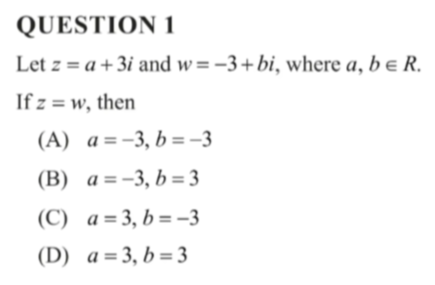 QUESTION 1
Let z = a + 3i and w = −3 + bi, where a, b ∈ R.
If z = w, then
(A) a = −3, b = −3
(B) a = −3, b = 3
(C) a = 3, b = −3
(D) a = 3, b = 3